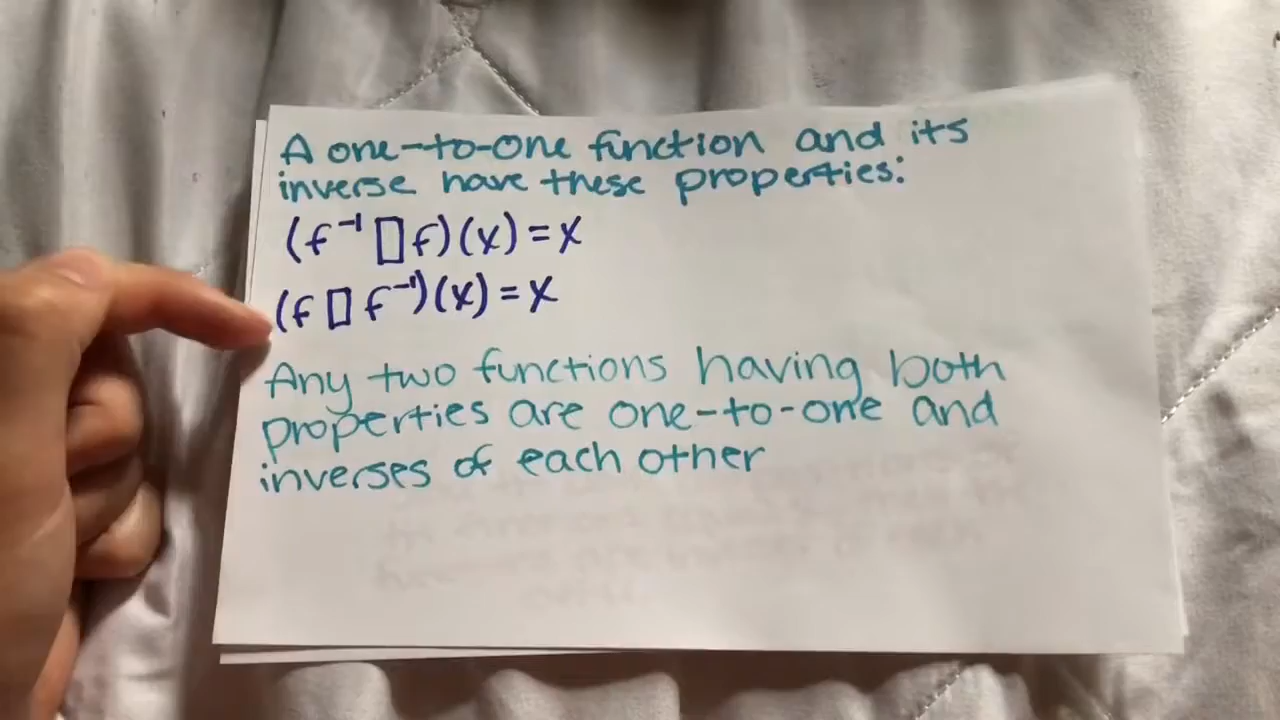 A one-to-one function and its
inverse have these properties:
(f⁻¹ ▯ f)(x) = x
(f ▯ f⁻¹)(x) = x
Any two functions having both
properties are one-to-one and
inverses of each other